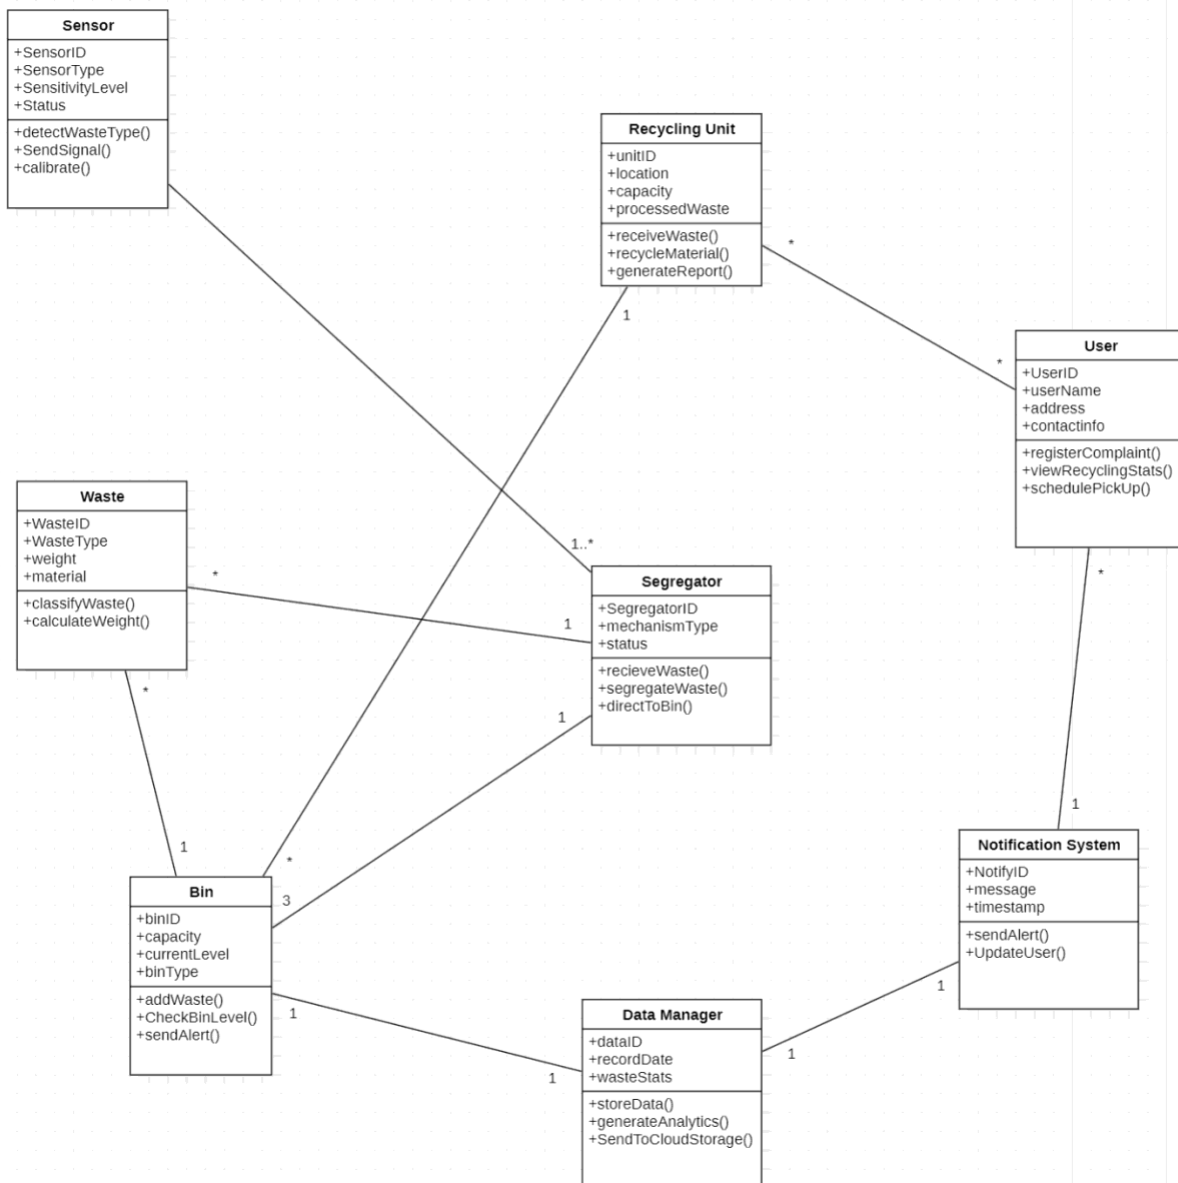 Sensor
+SensorID
+SensorType
+SensitivityLevel
+Status
+detectWasteType()
+SendSignal()
+calibrate()
Recycling Unit
+unitID
+location
+capacity
+processedWaste
+receiveWaste()
+recycleMaterial()
+generateReport()
*
1
User
+UserID
+userName
+address
+contactinfo
+registerComplaint()
+viewRecyclingStats()
+schedulePickUp()
*
*
Waste
+WasteID
+WasteType
+weight
+material
+classifyWaste()
+calculateWeight()
*
*
1..*
Segregator
+SegregatorID
+mechanismType
+status
+recieveWaste()
+segregateWaste()
+directToBin()
1
1
1
*
3
Bin
+binID
+capacity
+currentLevel
+binType
+addWaste()
+CheckBinLevel()
+sendAlert()
1
1
Notification System
+NotifyID
+message
+timestamp
+sendAlert()
+UpdateUser()
1
1
Data Manager
+dataID
+recordDate
+wasteStats
+storeData()
+generateAnalytics()
+SendToCloudStorage()
1